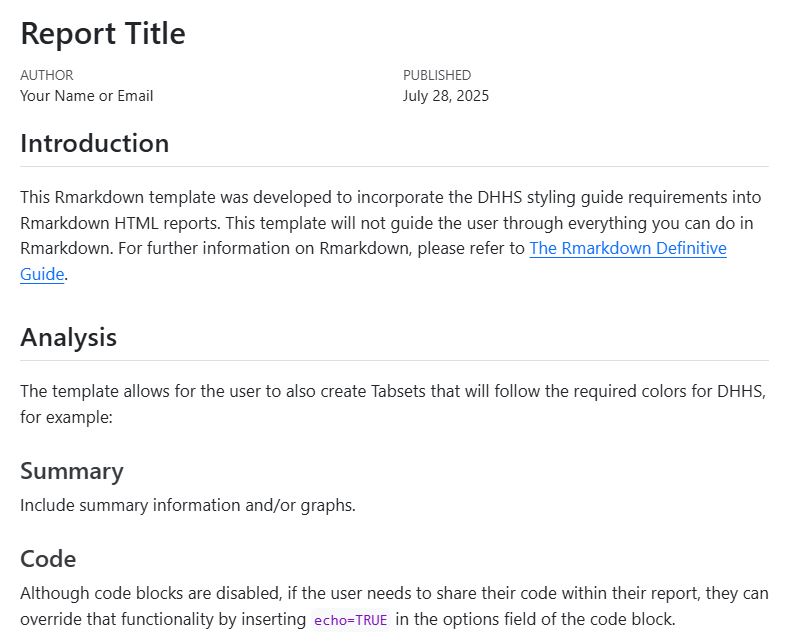 Report Title
AUTHOR
PUBLISHED
Your Name or Email
July 28, 2025
Introduction
This Rmarkdown template was developed to incorporate the DHHS styling guide requirements into
Rmarkdown HTML reports. This template will not guide the user through everything you can do in
Rmarkdown. For further information on Rmarkdown, please refer to The Rmarkdown Definitive
Guide.
Analysis
The template allows for the user to also create Tabsets that will follow the required colors for DHHS,
for example:
Summary
Include summary information and/or graphs.
Code
Although code blocks are disabled, if the user needs to share their code within their report, they can
override that functionality by inserting echo=TRUE in the options field of the code block.